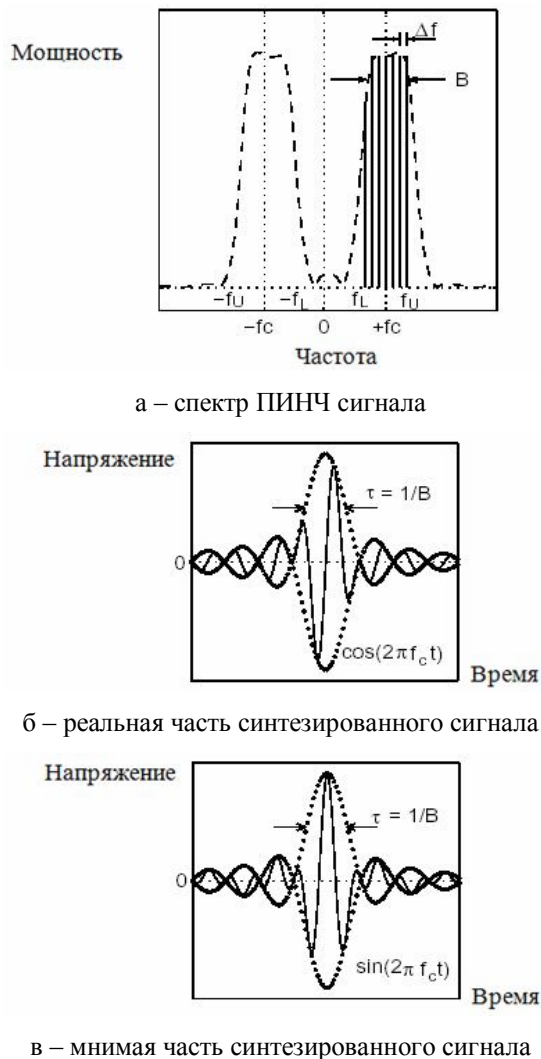 Δf
Мощность
B
−fU −fL fL fU
−fc 0 +fc
Частота
а – спектр ПИНЧ сигнала
Напряжение
τ = 1/B
0
cos(2πfct)
Время
б – реальная часть синтезированного сигнала
Напряжение
τ = 1/B
0
sin(2π fct)
Время
в – мнимая часть синтезированного сигнала